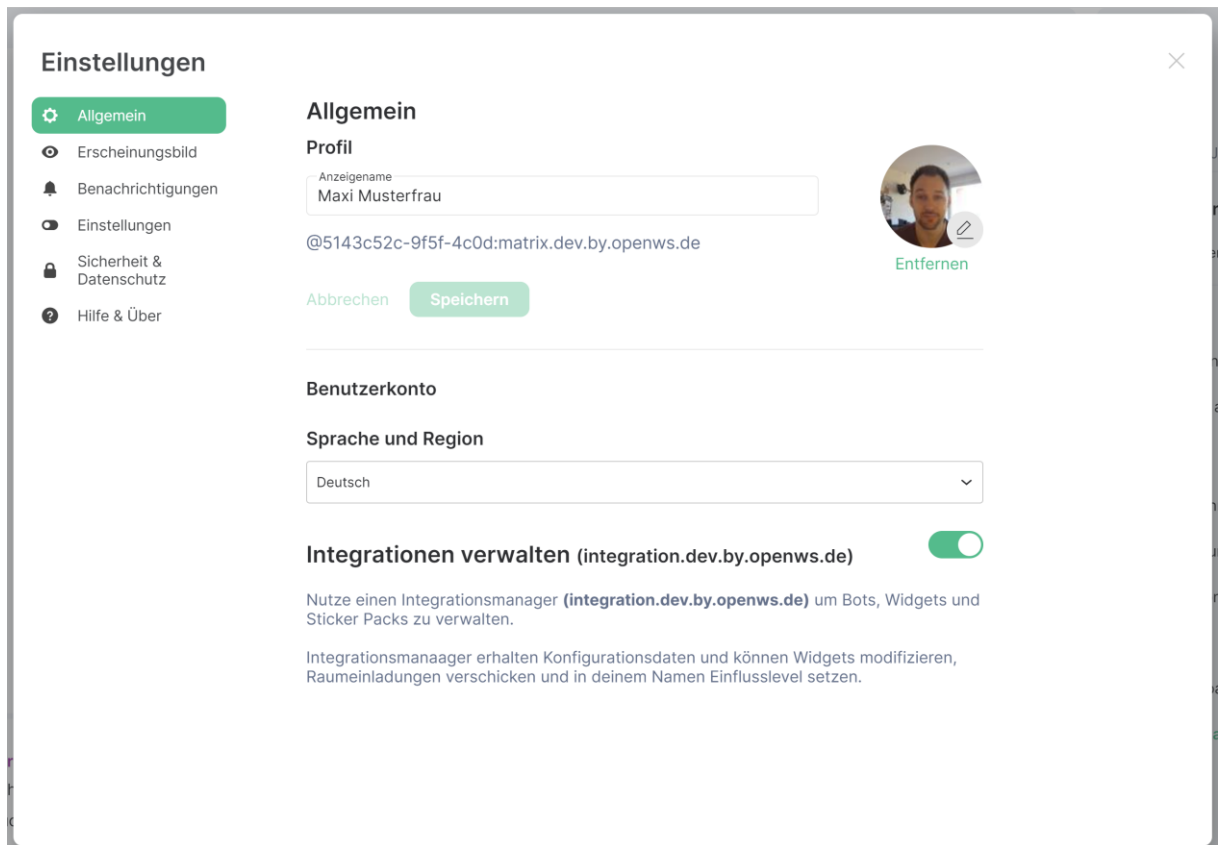 Einstellungen
Allgemein
Erscheinungsbild
Benachrichtigungen
Einstellungen
Sicherheit &
Datenschutz
Hilfe & Über
Allgemein
Profil
Anzeigename
Maxi Musterfrau
@5143c52c-9f5f-4c0d:matrix.dev.by.openws.de
Entfernen
Abbrechen Speichern
Benutzerkonto
Sprache und Region
Deutsch
Integrationen verwalten (integration.dev.by.openws.de)
Nutze einen Integrationsmanager (integration.dev.by.openws.de) um Bots, Widgets und
Sticker Packs zu verwalten.
Integrationsmanaager erhalten Konfigurationsdaten und können Widgets modifizieren,
Raumeinladungen verschicken und in deinem Namen Einflusslevel setzen.